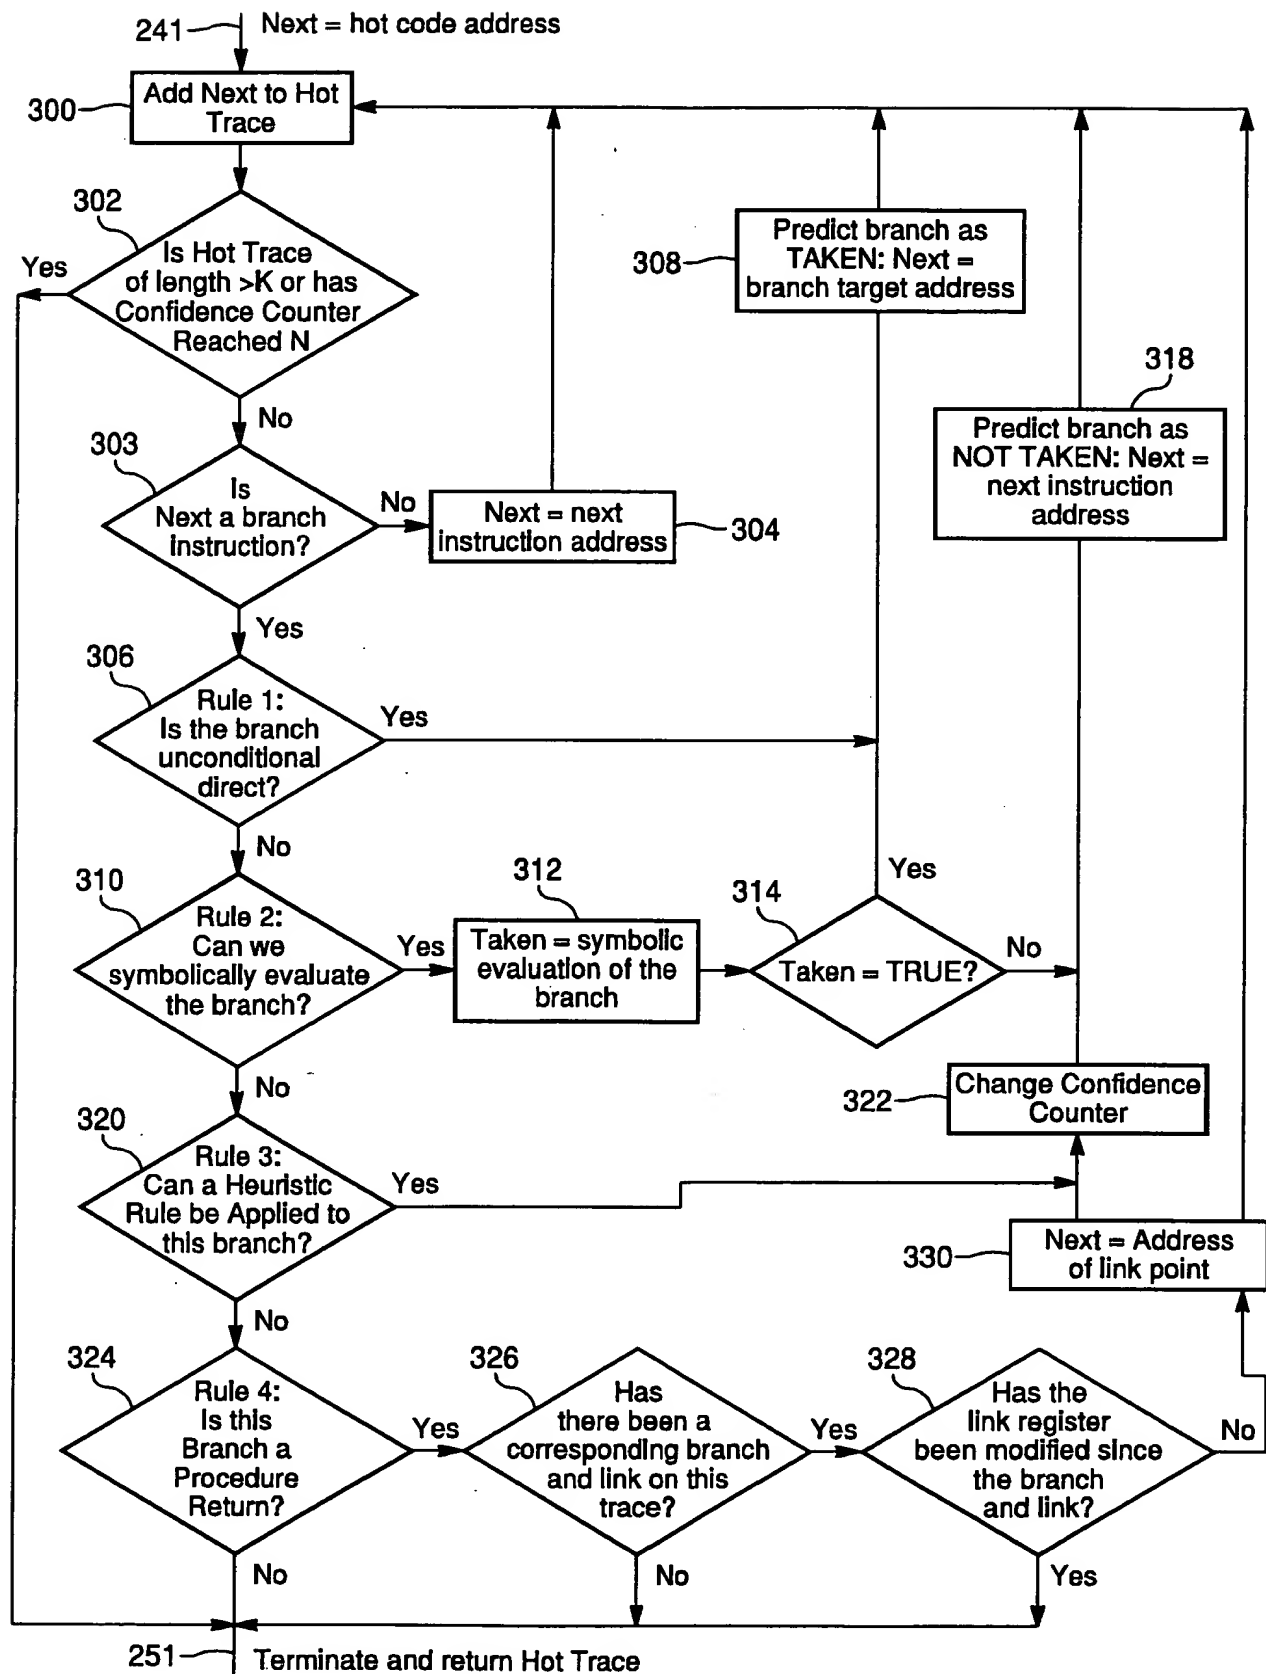 241
Next = hot code address
300
Add Next to Hot
Trace
302
Yes
Is Hot Trace
of length >K or has
Confidence Counter
Reached N
No
308
Predict branch as
TAKEN: Next =
branch target address
318
Predict branch as
NOT TAKEN: Next =
next instruction
address
303
Is
Next a branch
instruction?
No
Next = next
instruction address
304
Yes
306
Rule 1:
Is the branch
unconditional
direct?
Yes
No
310
Rule 2:
Can we
symbolically evaluate
the branch?
Yes
312
Taken = symbolic
evaluation of the
branch
314
Yes
Taken = TRUE?
No
No
322
Change Confidence
Counter
320
Rule 3:
Can a Heuristic
Rule be Applied to
this branch?
Yes
330
Next = Address
of link point
No
324
Rule 4:
Is this
Branch a
Procedure
Return?
Yes
326
Has
there been a
corresponding branch
and link on this
trace?
Yes
328
Has the
link register
been modified since
the branch
and link?
No
No
No
Yes
251
Terminate and return Hot Trace